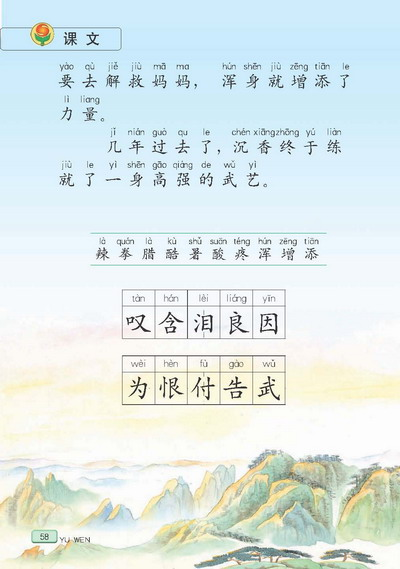 课文
yào qù jiě jiù mā ma hún shēn jiù zēng tiān le
要去解救妈妈，浑身就增添了
lì liang
力量。
jǐ nián guò qu le chén xiāng zhōng yú liàn
几年过去了，沉香终于练
jiù le yì shēn gāo qiáng de wǔ yì
就了一身高强的武艺。
là quán là kù shǔ suān téng hún zēng tiān
辣拳腊酷暑酸疼浑增添
tàn hán lèi liáng yīn
叹含泪良因
wèi hèn fù gào wǔ
为恨付告武
58 YU WEN